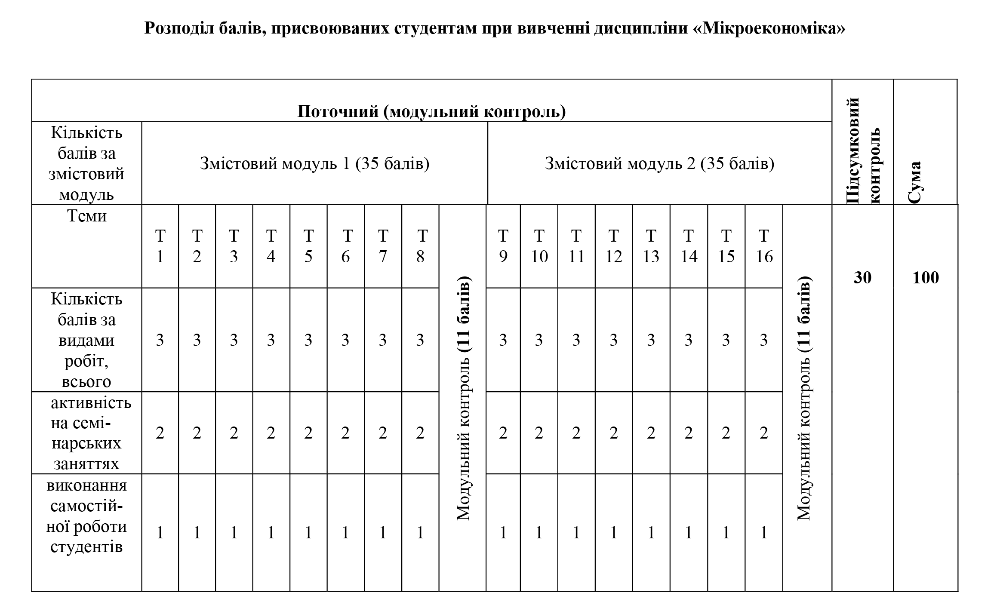 Розподіл балів, присвоюваних студентам при вивченні дисципліни «Мікроекономіка»
Поточний (модульний контроль)
Підсумковий
контроль
Сума
Кількість
балів за
змістовий
модуль
Змістовий модуль 1 (35 балів)
Змістовий модуль 2 (35 балів)
Теми
Т
1
Т
2
Т
3
Т
4
Т
5
Т
6
Т
7
Т
8
Модульний контроль (11 балів)
Т
9
Т
10
Т
11
Т
12
Т
13
Т
14
Т
15
Т
16
Модульний контроль (11 балів)
30
100
Кількість
балів за
видами
робіт,
всього
3 3 3 3 3 3 3 3 3 3 3 3 3 3 3 3
активність
на семі-
нарських
заняттях
2 2 2 2 2 2 2 2 2 2 2 2 2 2 2 2
виконання
самостій-
ної роботи
студентів
1 1 1 1 1 1 1 1 1 1 1 1 1 1 1 1